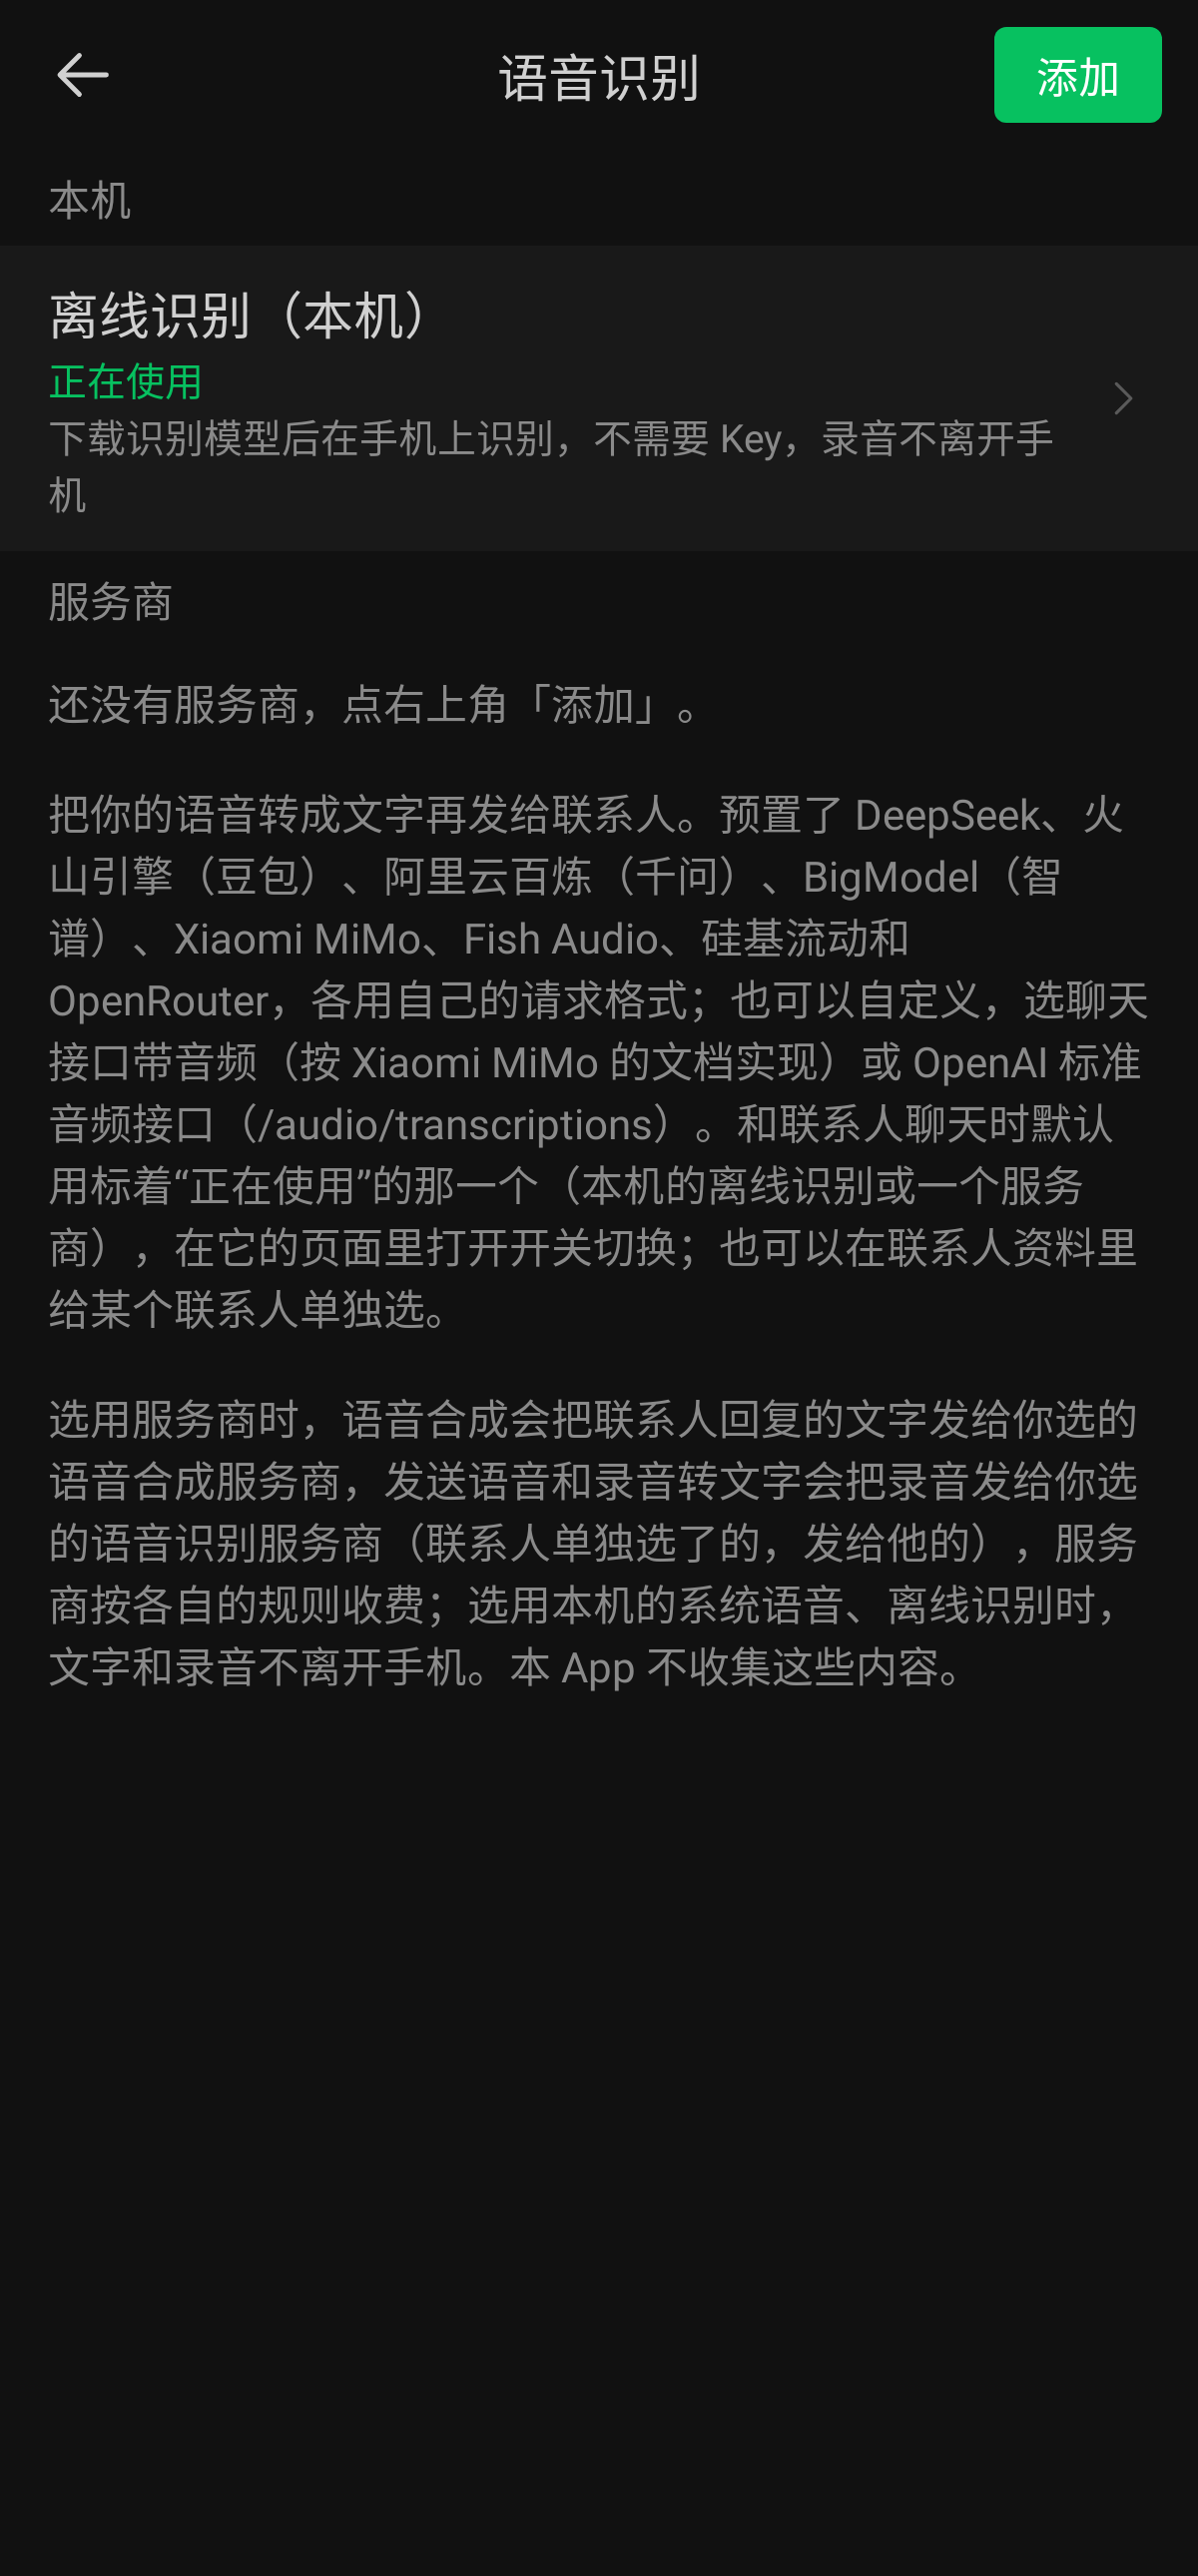 语音识别
添加
本机
离线识别（本机）
正在使用
下载识别模型后在手机上识别，不需要 Key，录音不离开手
机
服务商
还没有服务商，点右上角「添加」。
把你的语音转成文字再发给联系人。预置了 DeepSeek、火
山引擎（豆包）、阿里云百炼（千问）、BigModel（智
谱）、Xiaomi MiMo、Fish Audio、硅基流动和
OpenRouter，各用自己的请求格式；也可以自定义，选聊天
接口带音频（按 Xiaomi MiMo 的文档实现）或 OpenAI 标准
音频接口（/audio/transcriptions）。和联系人聊天时默认
用标着“正在使用”的那一个（本机的离线识别或一个服务
商），在它的页面里打开开关切换；也可以在联系人资料里
给某个联系人单独选。
选用服务商时，语音合成会把联系人回复的文字发给你选的
语音合成服务商，发送语音和录音转文字会把录音发给你选
的语音识别服务商（联系人单独选了的，发给他的），服务
商按各自的规则收费；选用本机的系统语音、离线识别时，
文字和录音不离开手机。本 App 不收集这些内容。